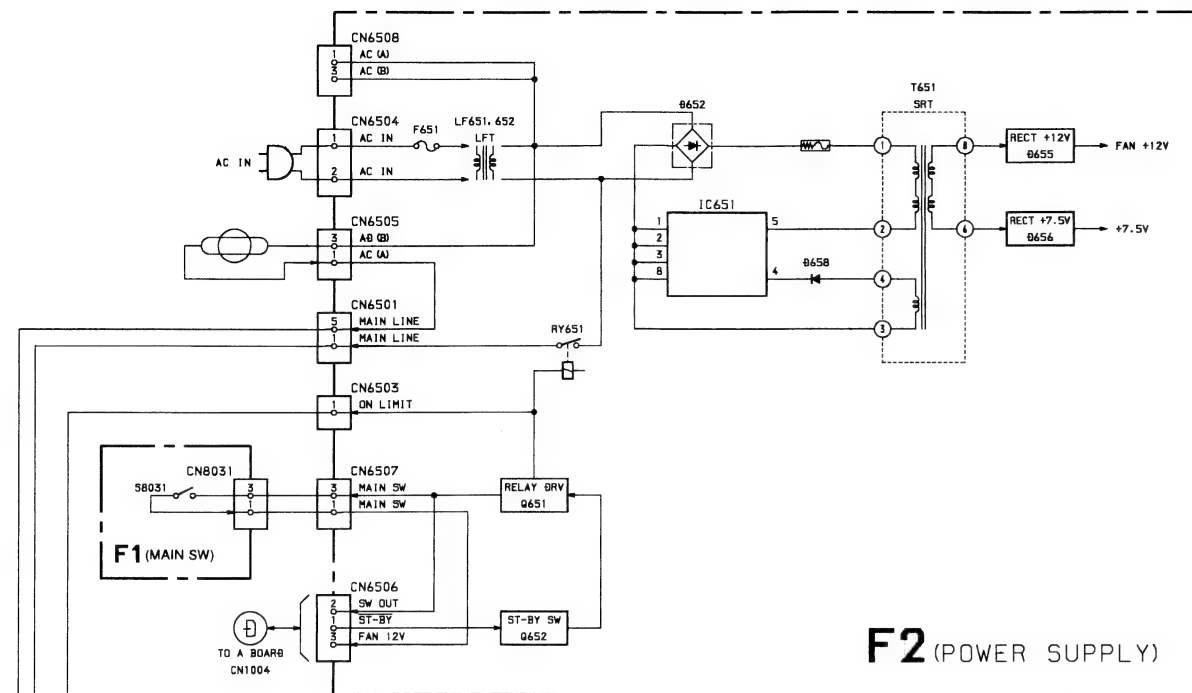 CN6508
1 AC (A)
3 AC (B)
CN6504
1 AC IN
F651
LF651, 652
LFT
AC IN
2 AC IN
CN6505
3 AD (B)
1 AC (A)
CN6501
5 MAIN LINE
1 MAIN LINE
RY651
CN6503
1 ON LIMIT
D652
IC651
1
2
3
8
5
4
D658
T651
SRT
1
2
4
3
8
6
RECT +12V
D655
FAN +12V
RECT +7.5V
D656
+7.5V
CN8031
S8031
3
1
F1 (MAIN SW)
CN6507
3 MAIN SW
1 MAIN SW
RELAY DRV
Q651
CN6506
2 SW OUT
1 ST-BY
3 FAN 12V
ST-BY SW
Q652
D
TO A BOARD
CN1004
F2 (POWER SUPPLY)